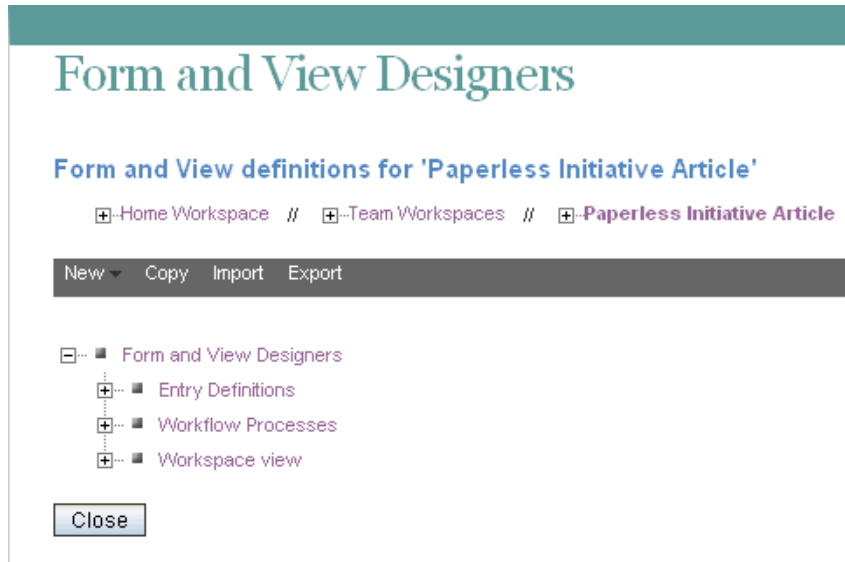 Form and View Designers
Form and View definitions for 'Paperless Initiative Article'
Home Workspace // Team Workspaces // Paperless Initiative Article
New Copy Import Export
Form and View Designers
Entry Definitions
Workflow Processes
Workspace view
Close